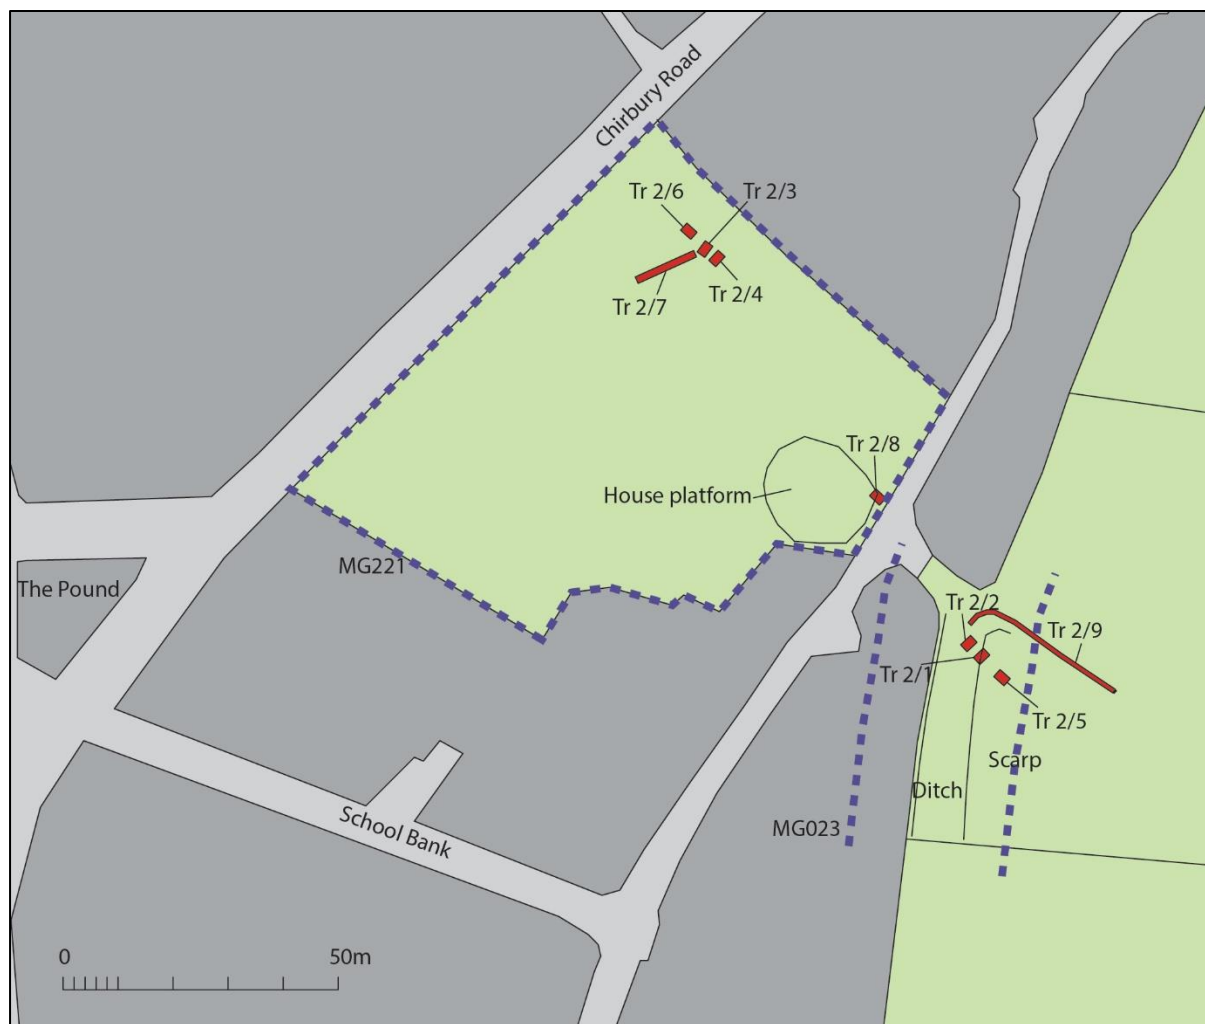 Chirbury Road
Tr 2/6
Tr 2/3
Tr 2/4
Tr 2/7
Tr 2/8
House platform
MG221
The Pound
Tr 2/2
Tr 2/9
Tr 2/1
Tr 2/5
Scarp
Ditch
MG023
School Bank
0
50m